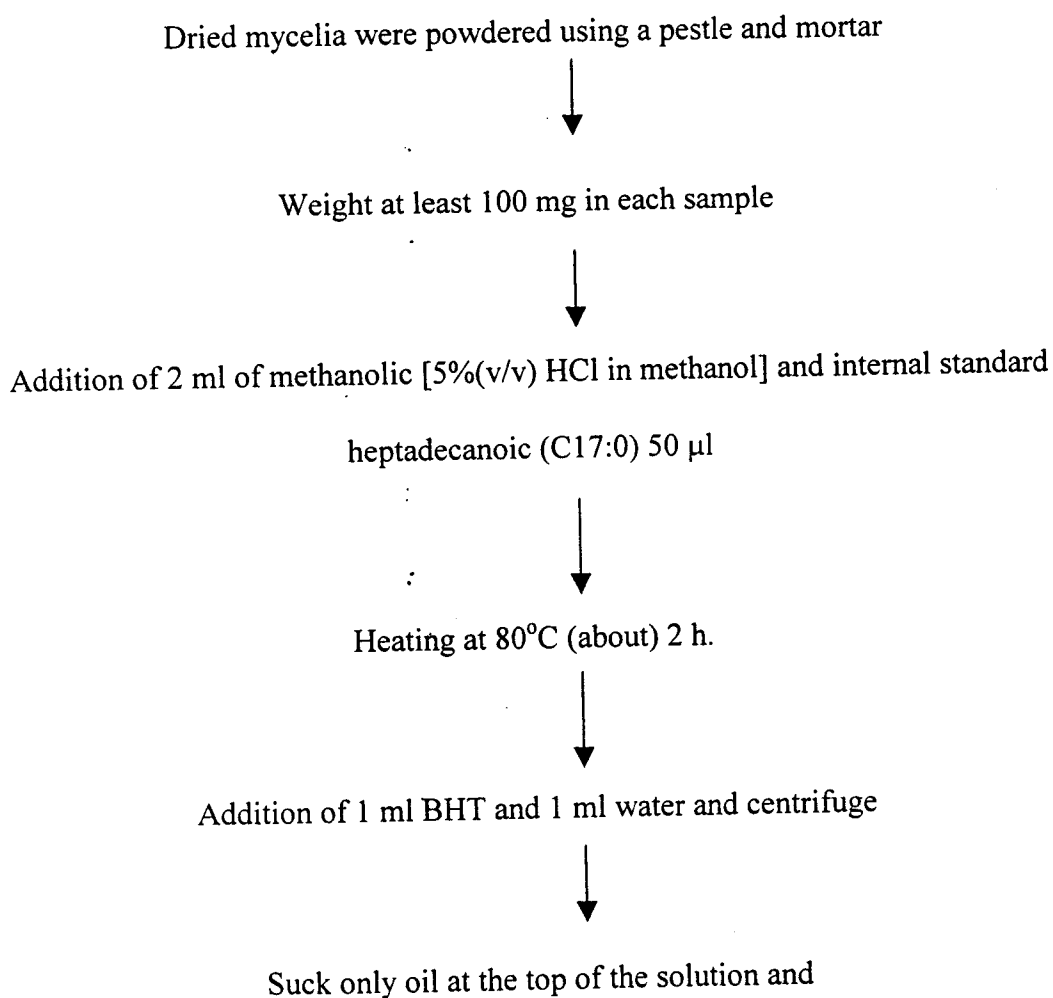 Dried mycelia were powdered using a pestle and mortar
Weight at least 100 mg in each sample
Addition of 2 ml of methanolic [5%(v/v) HCl in methanol] and internal standard
heptadecanoic (C17:0) 50 µl
Heating at 80°C (about) 2 h.
Addition of 1 ml BHT and 1 ml water and centrifuge
Suck only oil at the top of the solution and